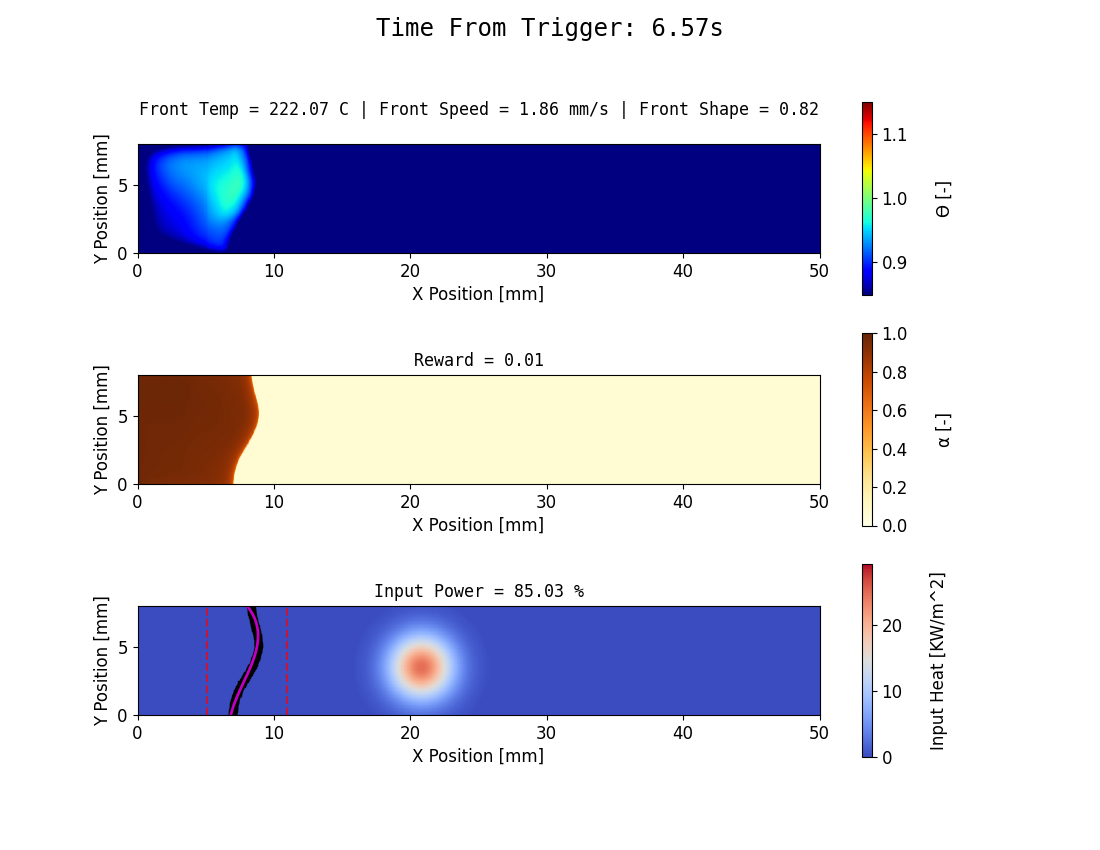 Time From Trigger: 6.57s
Front Temp = 222.07 C | Front Speed = 1.86 mm/s | Front Shape = 0.82
Y Position [mm]
5
0
0 10 20 30 40 50
X Position [mm]
1.1
1.0
0.9
Θ [-]
Reward = 0.01
Y Position [mm]
5
0
0 10 20 30 40 50
X Position [mm]
1.0
0.8
0.6
0.4
0.2
0.0
α [-]
Input Power = 85.03 %
Y Position [mm]
5
0
0 10 20 30 40 50
X Position [mm]
20
10
0
Input Heat [KW/m^2]